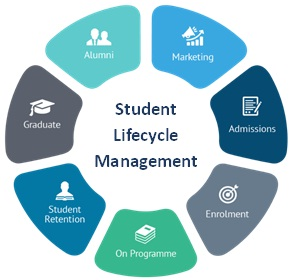 Student
Lifecycle
Management
Marketing
Admissions
Enrolment
On Programme
Student
Retention
Graduate
Alumni